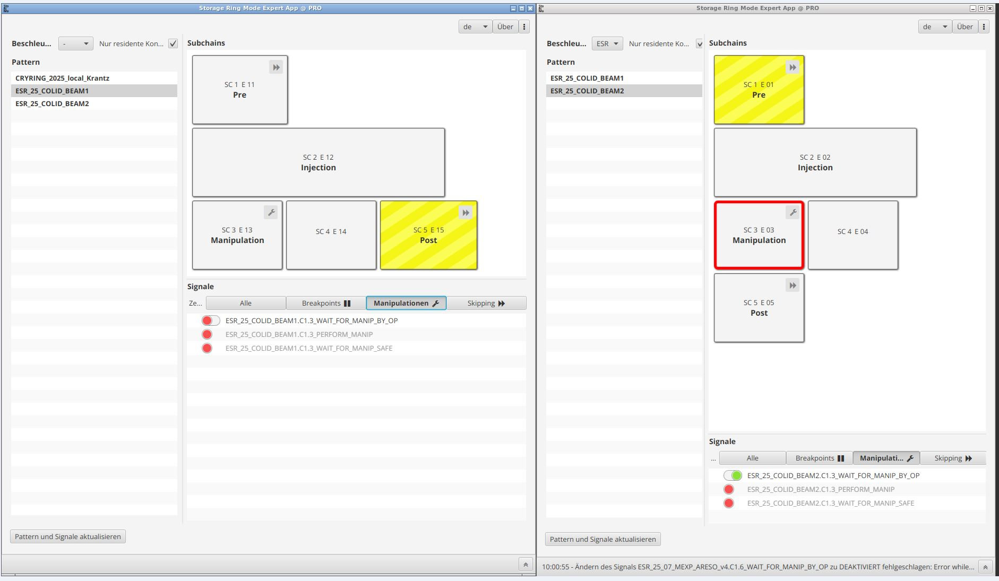 Sto
Ri
Mo
Storage Ring Mode Expert App @ PRO
de
Über
Beschleu...
-
Nur residente Kon...
Pattern
CRYRING_2025_local_Krantz
ESR_25_COLID_BEAM1
ESR_25_COLID_BEAM2
Subchains
SC 1 E 11
Pre
SC 2 E 12
Injection
SC 3 E 13
Manipulation
SC 4 E 14
SC 5 E 15
Post
Signale
Ze...
Alle
Breakpoints
Manipulationen
Skipping
ESR_25_COLID_BEAM1.C1.3_WAIT_FOR_MANIP_BY_OP
ESR_25_COLID_BEAM1.C1.3_PERFORM_MANIP
ESR_25_COLID_BEAM1.C1.3_WAIT_FOR_MANIP_SAFE
Pattern und Signale aktualisieren
Sto
Ri
Mo
Storage Ring Mode Expert App @ PRO
de
Über
Beschleu...
ESR
Nur residente Ko...
Pattern
ESR_25_COLID_BEAM1
ESR_25_COLID_BEAM2
Subchains
SC 1 E 01
Pre
SC 2 E 02
Injection
SC 3 E 03
Manipulation
SC 4 E 04
SC 5 E 05
Post
Signale
...
Alle
Breakpoints
Manipulati...
Skipping
ESR_25_COLID_BEAM2.C1.3_WAIT_FOR_MANIP_BY_OP
ESR_25_COLID_BEAM2.C1.3_PERFORM_MANIP
ESR_25_COLID_BEAM2.C1.3_WAIT_FOR_MANIP_SAFE
Pattern und Signale aktualisieren
10:00:55 - Ändern des Signals ESR_25_07_MEXP_ARESO_v4.C1.6_WAIT_FOR_MANIP_BY_OP zu DEAKTIVIERT fehlgeschlagen: Error while...